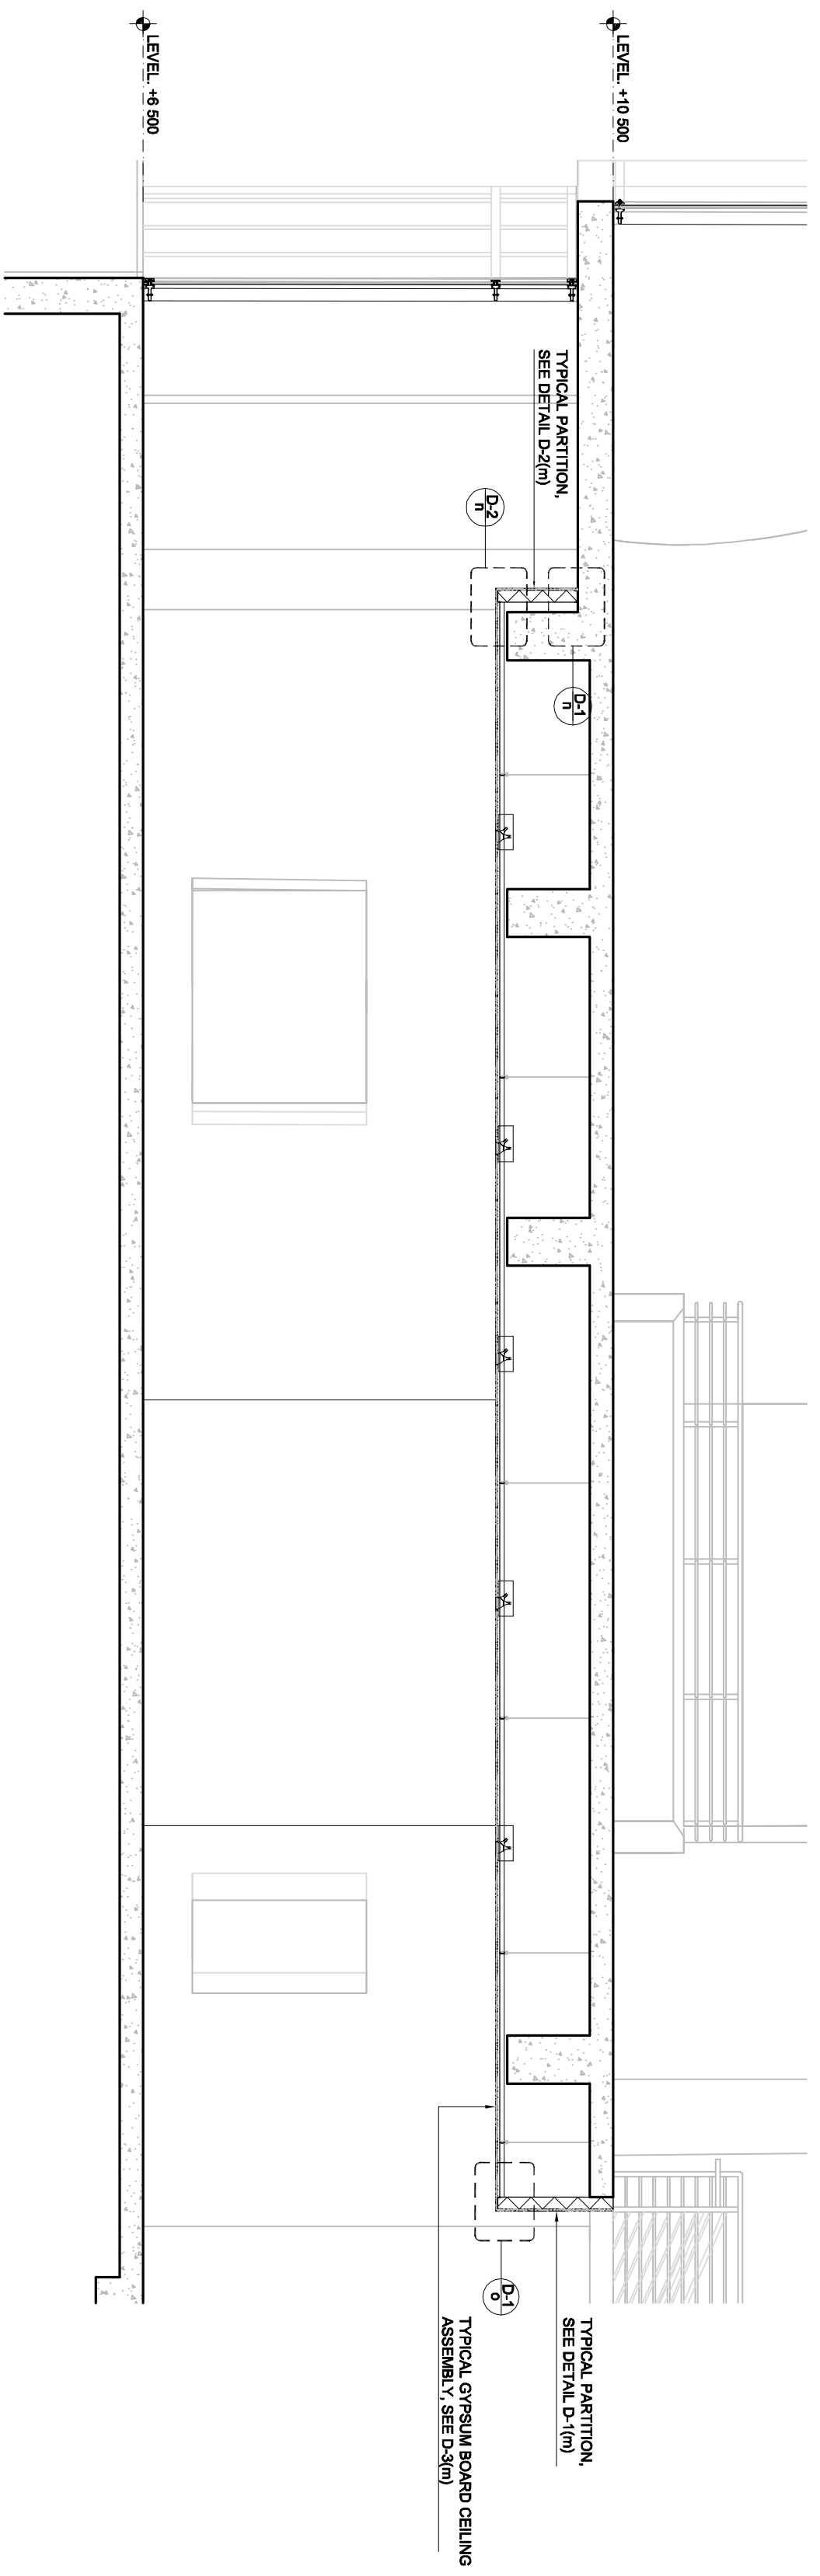 LEVEL. +10 500
LEVEL. +6 500
TYPICAL PARTITION,
SEE DETAIL D-2(m)
D-2
n
D-1
n
D-1
o
TYPICAL PARTITION,
SEE DETAIL D-1(m)
TYPICAL GYPSUM BOARD CEILING
ASSEMBLY, SEE D-3(m)